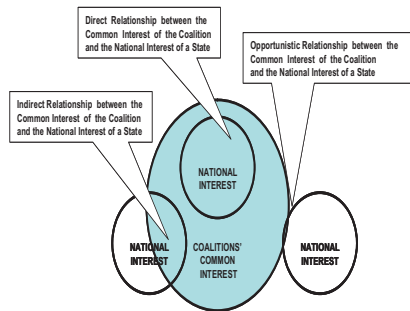 Direct Relationship between the
Common Interest of the Coalition
and the National Interest of a State
Opportunistic Relationship between the
Common Interest of the Coalition
and the National Interest of a State
Indirect Relationship between the
Common Interest of the Coalition
and the National Interest of a State
NATIONAL
INTEREST
NATIONAL
INTEREST
COALITIONS'
COMMON
INTEREST
NATIONAL
INTEREST